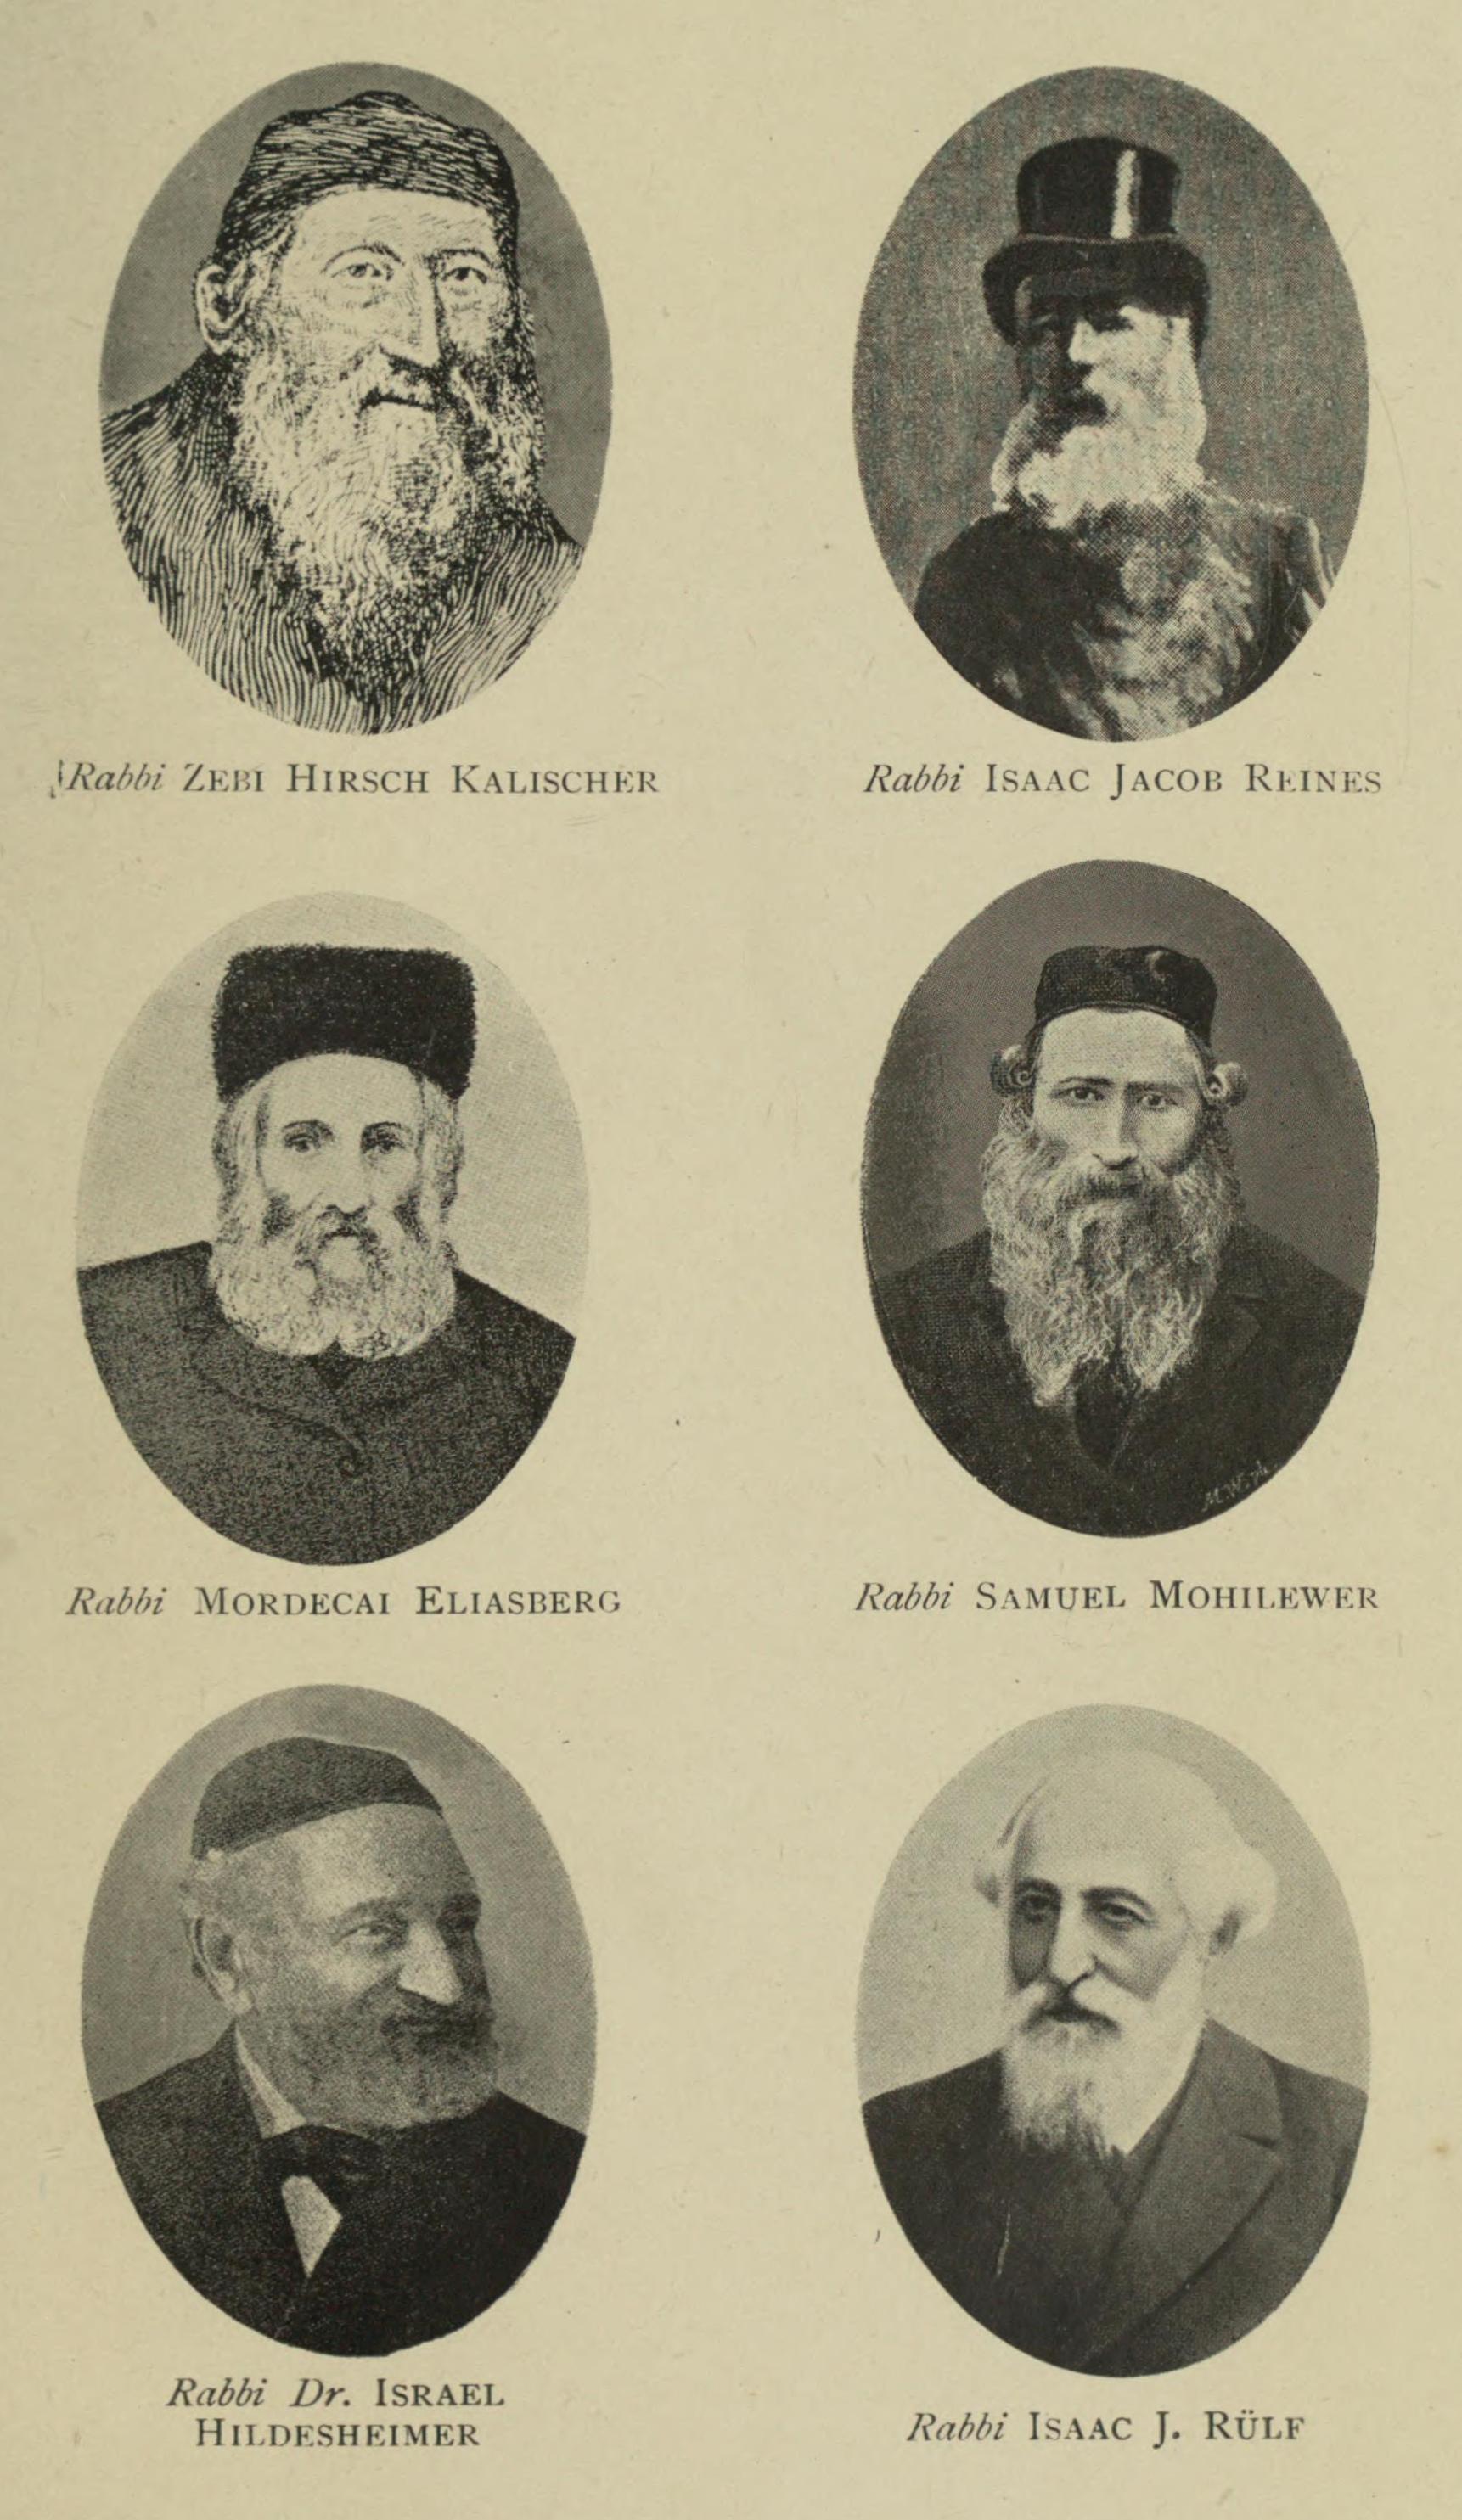 Rabbi ZEBI HIRSCH KALISCHER
Rabbi ISAAC JACOB REINES
Rabbi MORDECAI ELIASBERG
Rabbi SAMUEL MOHILEWER
Rabbi Dr. ISRAEL
HILDESHEIMER
Rabbi ISAAC J. RÜLF